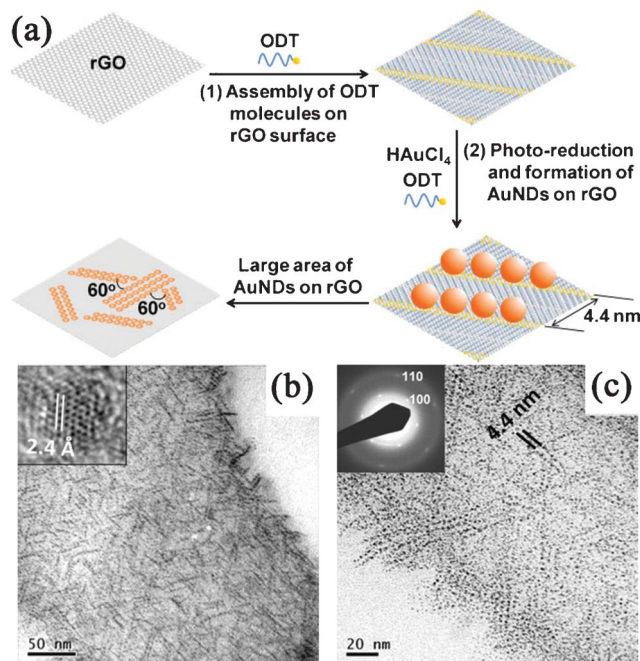 (a)
rGO
ODT
(1) Assembly of ODT
molecules on
rGO surface
HAuCl₄
ODT
(2) Photo-reduction
and formation of
AuNDs on rGO
4.4 nm
Large area of
AuNDs on rGO
60°
60°
(b)
2.4 Å
50 nm
(c)
110
100
4.4 nm
20 nm